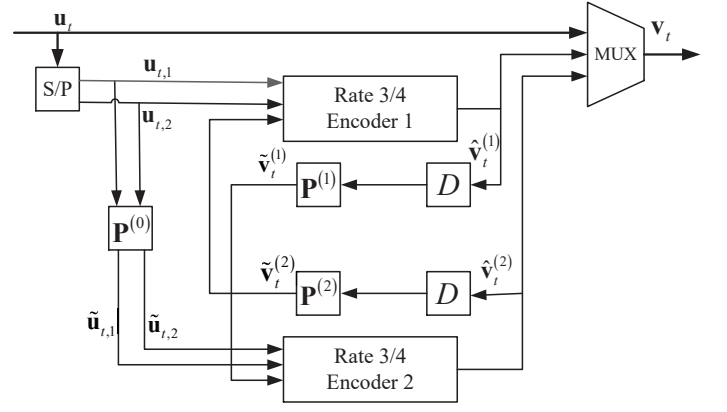 u_t
v_t
MUX
S/P
u_{t,1}
u_{t,2}
Rate 3/4
Encoder 1
ṽ_t^{(1)}
v̂_t^{(1)}
P^{(1)}
D
P^{(0)}
ṽ_t^{(2)}
v̂_t^{(2)}
P^{(2)}
D
ũ_{t,1}
ũ_{t,2}
Rate 3/4
Encoder 2